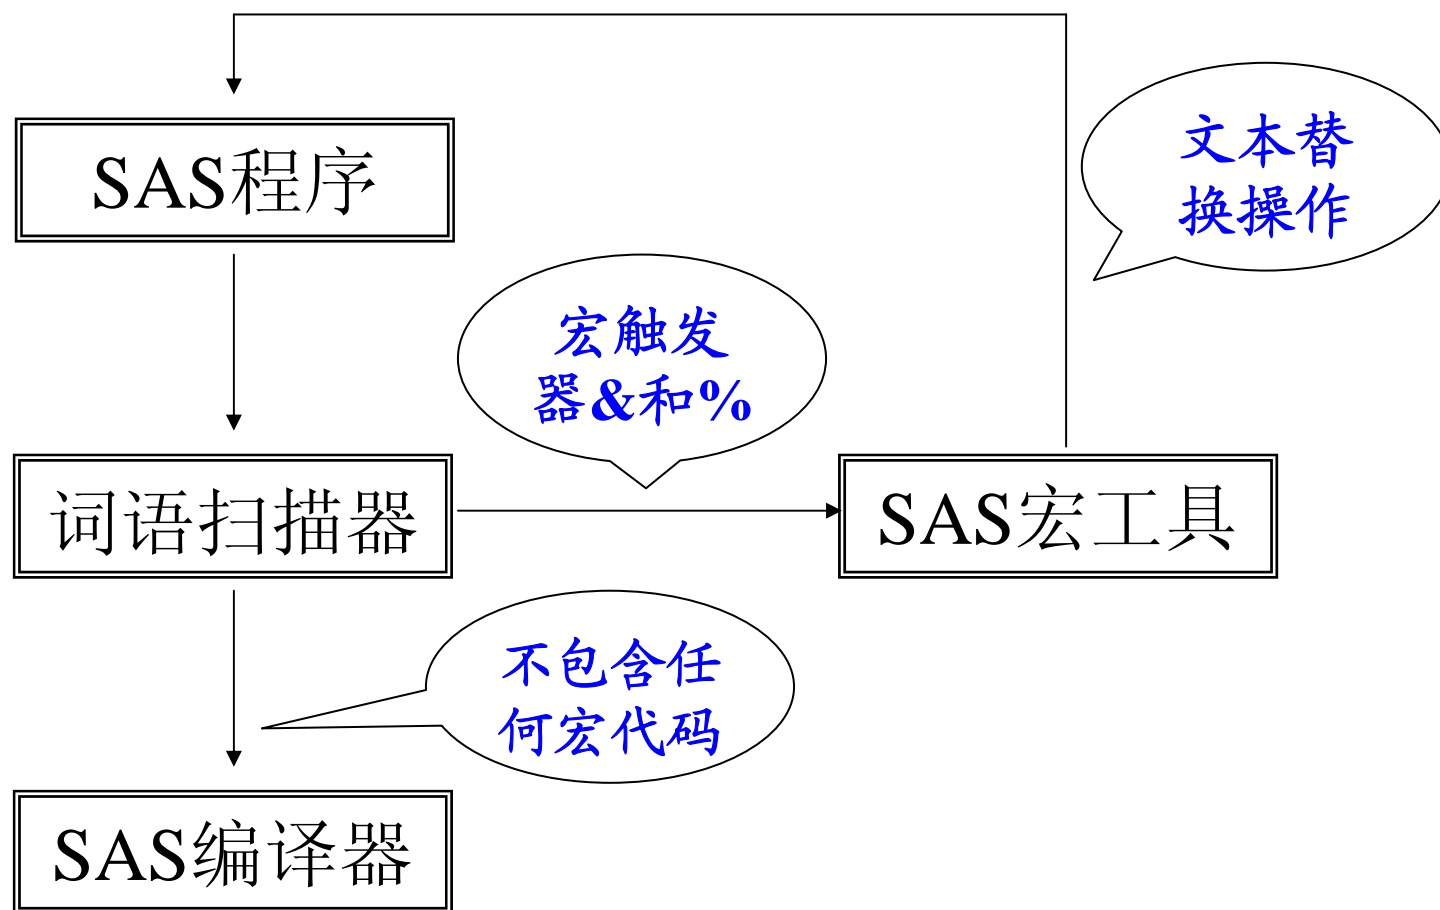 文本替
换操作
SAS程序
宏触发
器&和%
词语扫描器
SAS宏工具
不包含任
何宏代码
SAS编译器